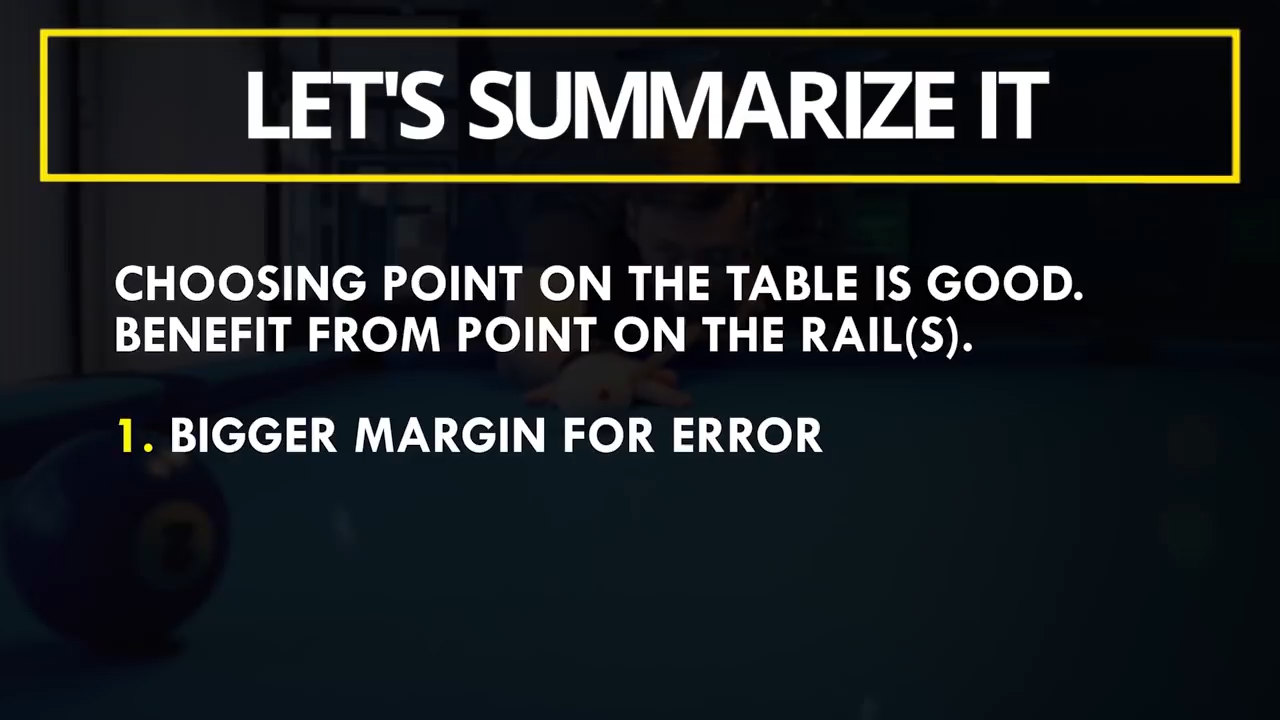 LET'S SUMMARIZE IT
CHOOSING POINT ON THE TABLE IS GOOD.
BENEFIT FROM POINT ON THE RAIL(S).
1. BIGGER MARGIN FOR ERROR